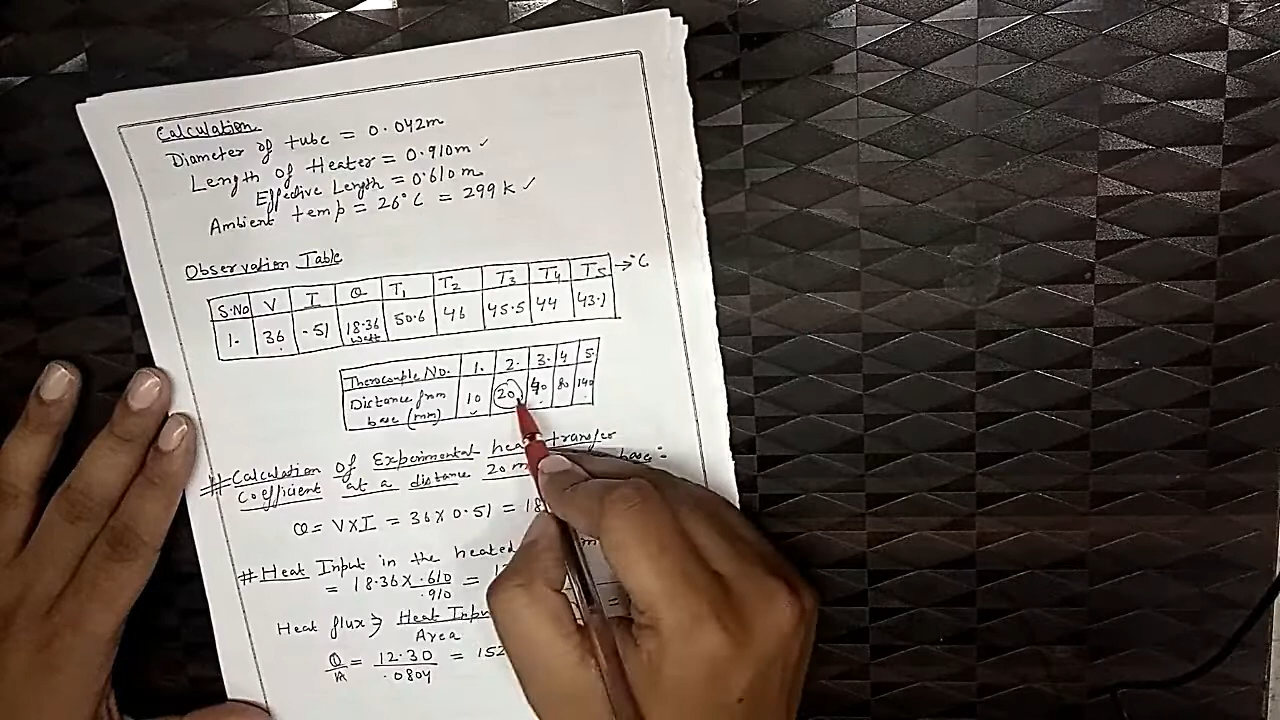 Calculation
Diameter of tube = 0.042m
Length of Heater = 0.910m ✓
Effective Length = 0.610m
Ambient temp = 26°C = 299 k ✓
Observation Table
S.No V I Q T1 T2 T3 T4 T5 → °C
1. 36 .51 18.36 watt 50.6 46 45.5 44 43.1
Thermocouple No. 1. 2. 3. 4 5.
Distance from base (mm) 10 20 40 80 140
# Calculation of Experimental heat transfer
Coefficient at a distance 20 m base:
Q = V×I = 36 × 0.51 = 18
# Heat Input in the heated
= 18.36 × .610/.910 =
Heat flux ⇒ Heat Inpu / Area
Q/A = 12.30/.0804 = 152